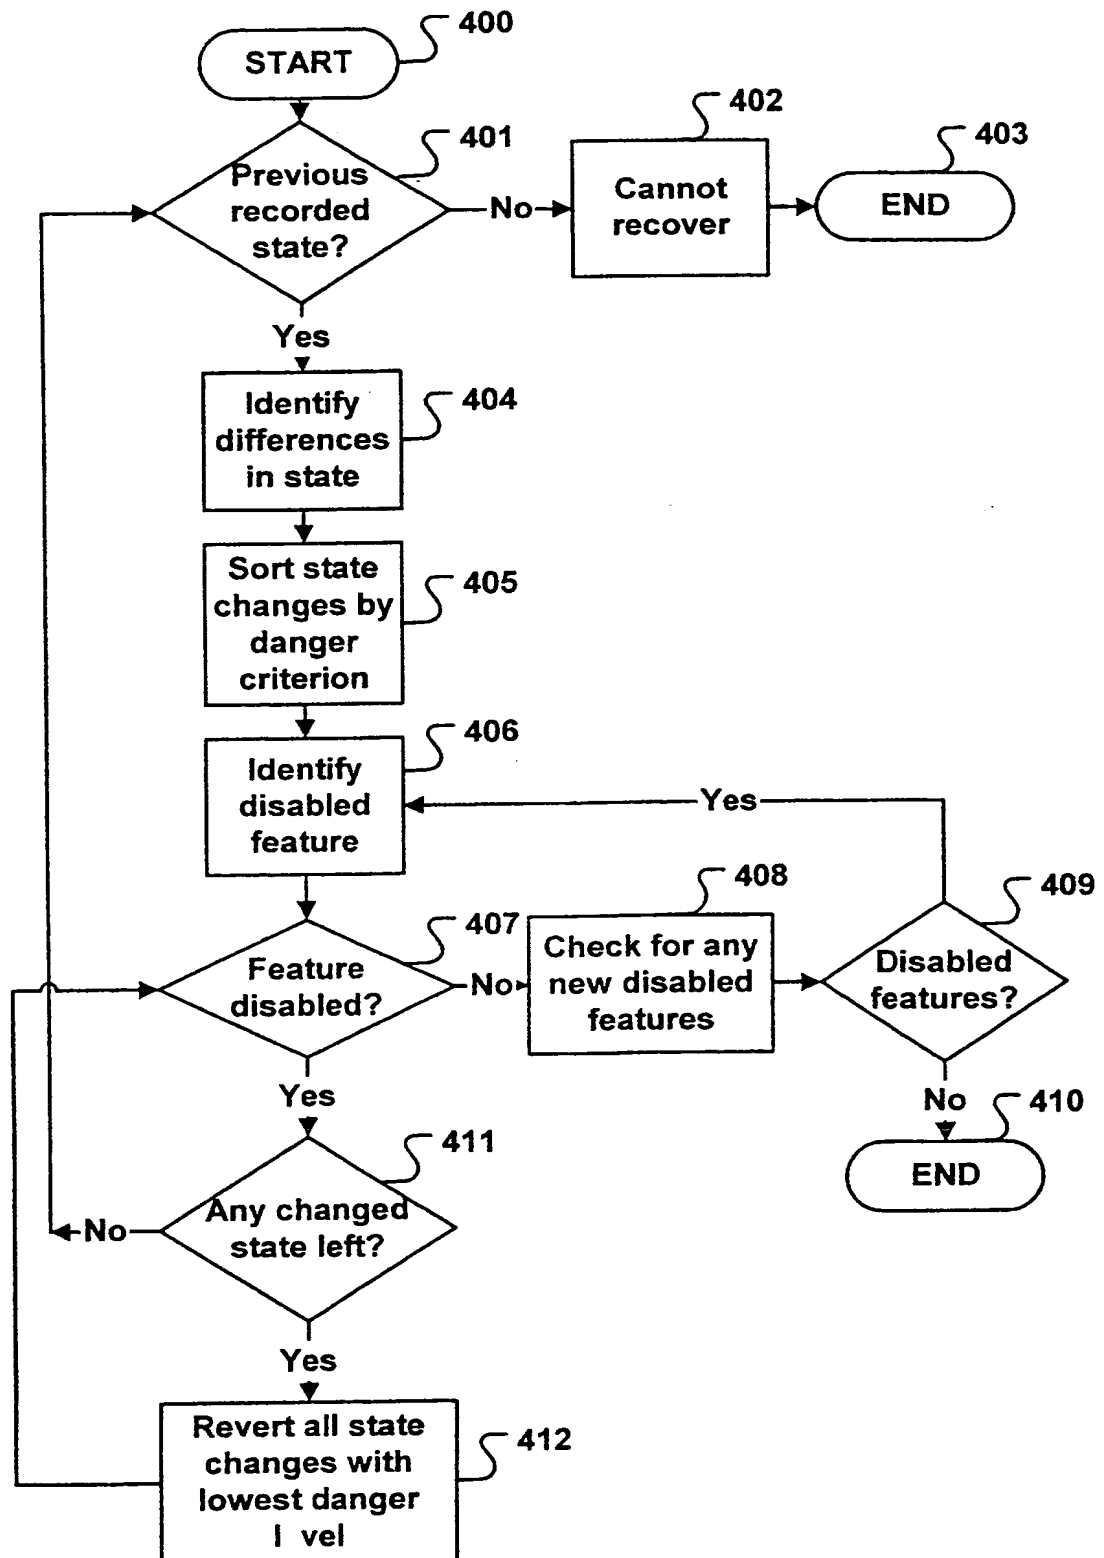 START
400
Previous
recorded
state?
401
No
Cannot
recover
402
END
403
Yes
Identify
differences
in state
404
Sort state
changes by
danger
criterion
405
Identify
disabled
feature
406
Yes
Feature
disabled?
407
No
Check for any
new disabled
features
408
Disabled
features?
409
No
END
410
Yes
Any changed
state left?
411
No
Yes
Revert all state
changes with
lowest danger
l vel
412